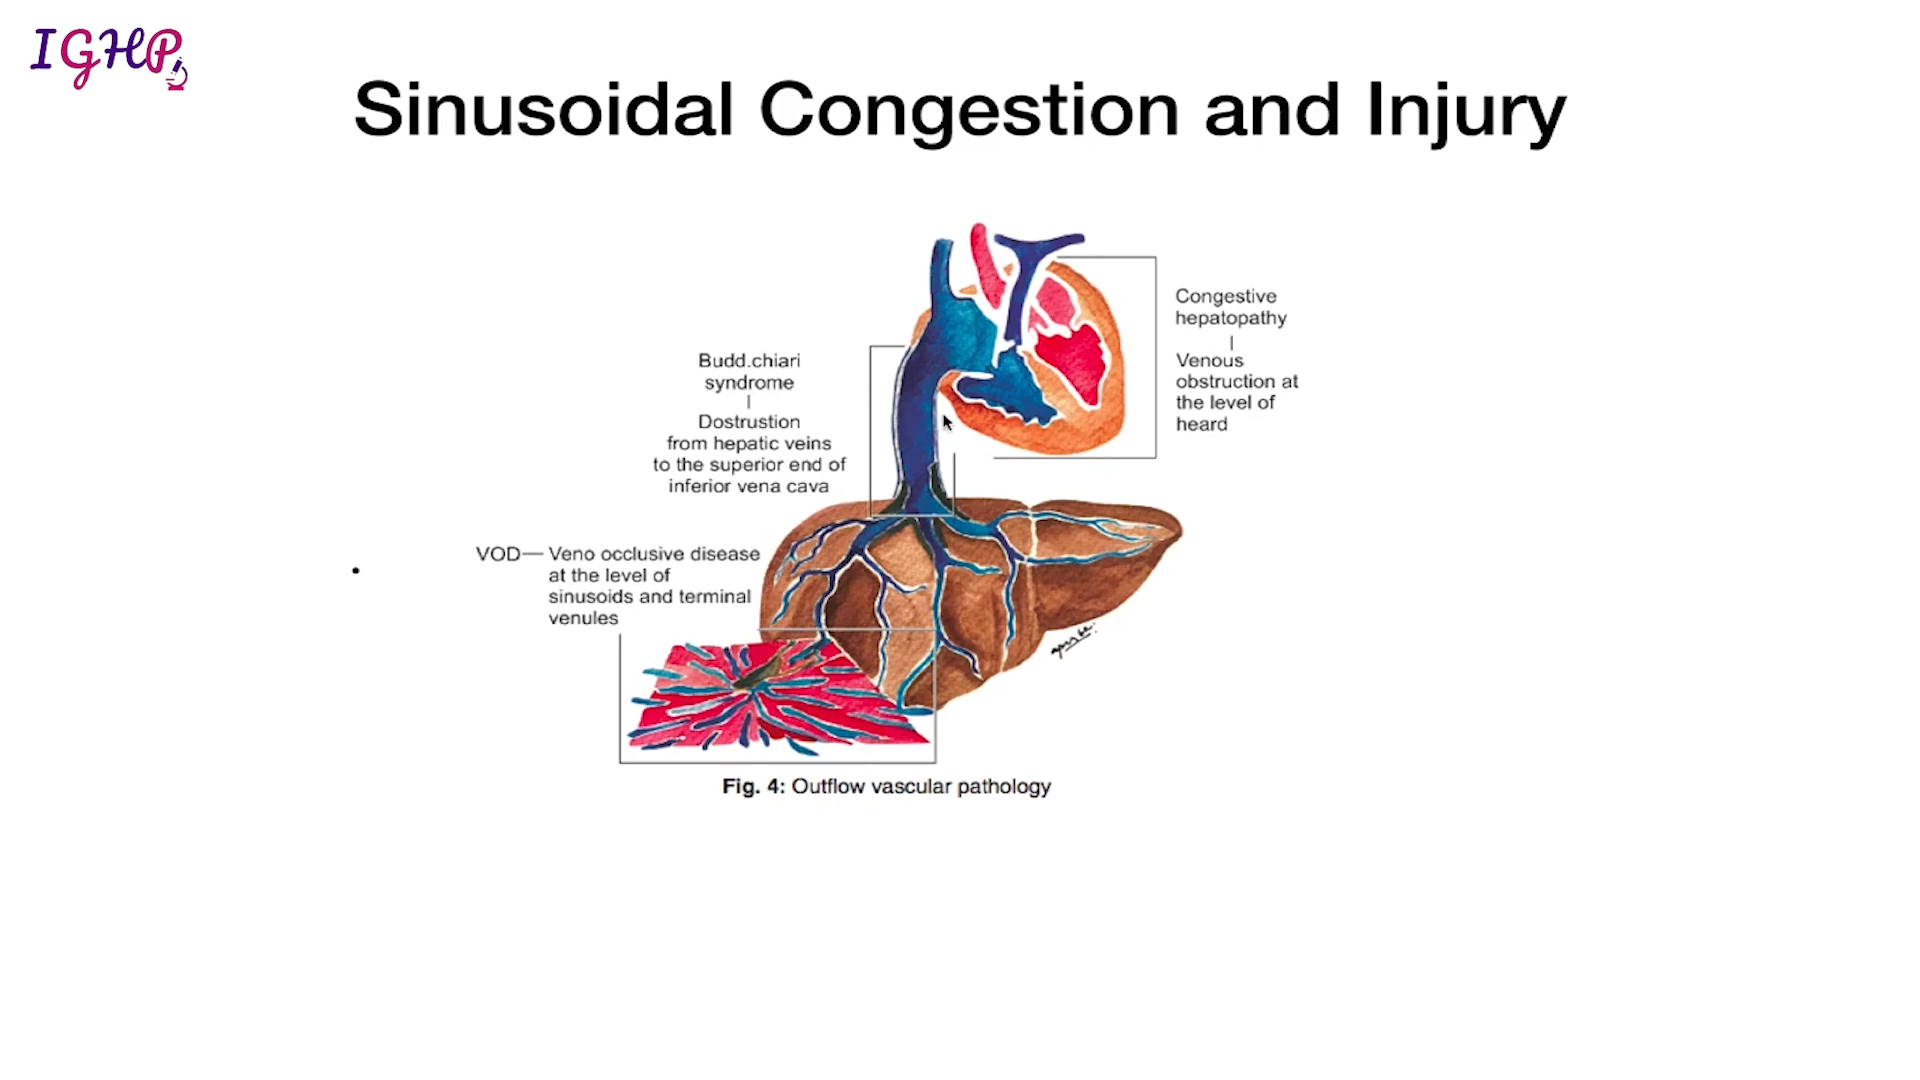 IGHP
Sinusoidal Congestion and Injury
Congestive
hepatopathy
Venous
obstruction at
the level of
heard
Budd.chiari
syndrome
Dostrustion
from hepatic veins
to the superior end of
inferior vena cava
VOD— Veno occlusive disease
at the level of
sinusoids and terminal
venules
Fig. 4: Outflow vascular pathology